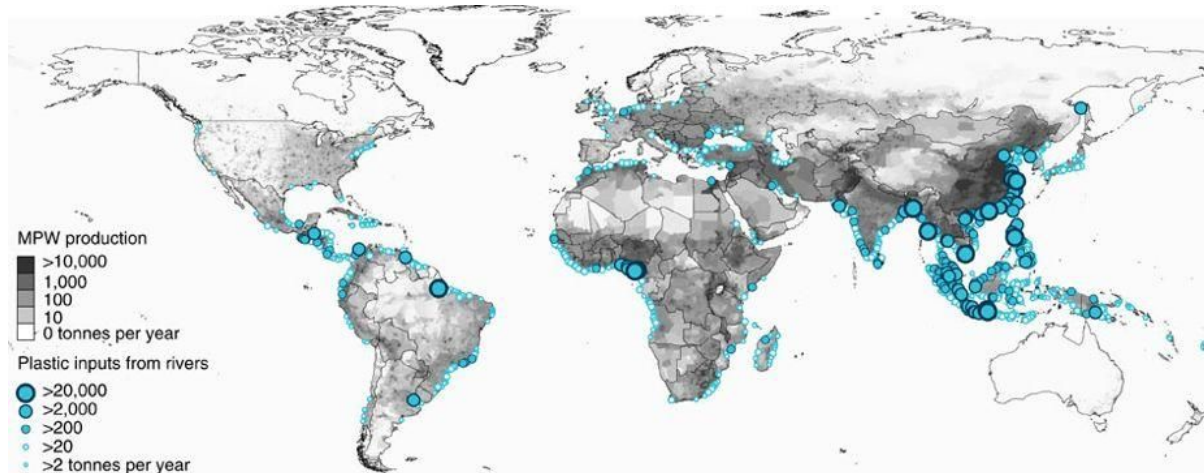 MPW production
>10,000
1,000
100
10
0 tonnes per year
Plastic inputs from rivers
>20,000
>2,000
>200
>20
>2 tonnes per year